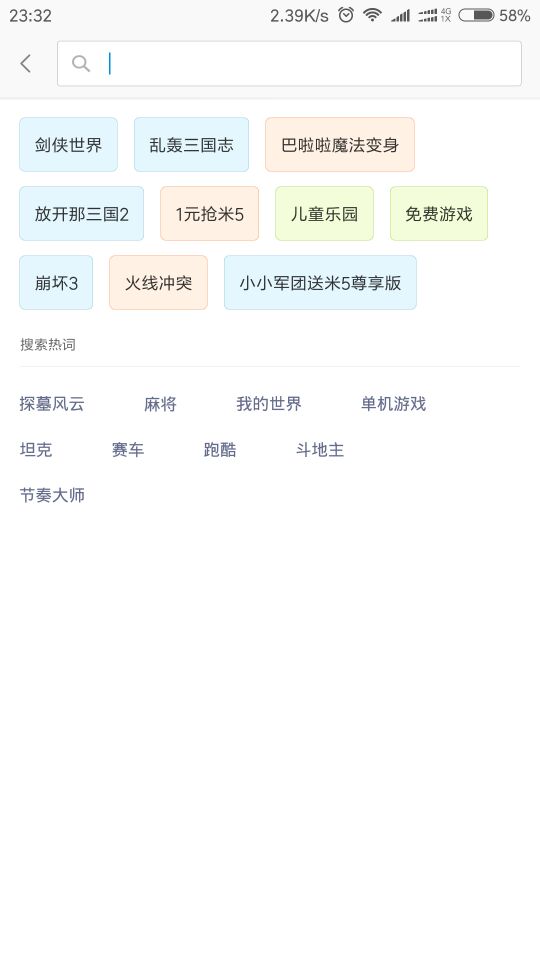 23:32 2.39K/s 4G 1X 58%
剑侠世界 乱轰三国志 巴啦啦魔法变身
放开那三国2 1元抢米5 儿童乐园 免费游戏
崩坏3 火线冲突 小小军团送米5尊享版
搜索热词
探墓风云 麻将 我的世界 单机游戏
坦克 赛车 跑酷 斗地主
节奏大师